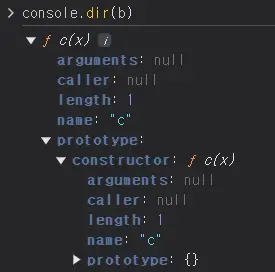 > console.dir(b)
▼ ƒ c(x) i
arguments: null
caller: null
length: 1
name: "c"
▼ prototype:
▼ constructor: ƒ c(x)
arguments: null
caller: null
length: 1
name: "c"
▶ prototype: {}